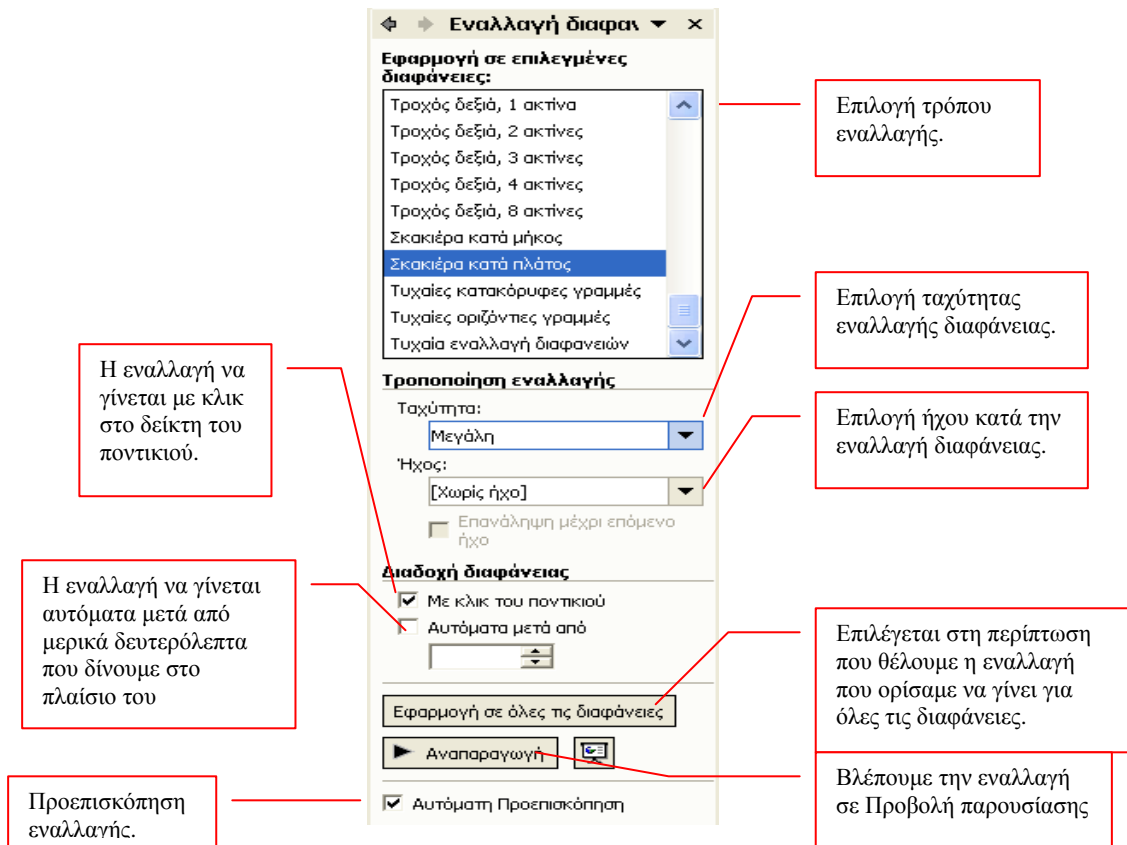 Εναλλαγή διαφαν
Εφαρμογή σε επιλεγμένες
διαφάνειες:
Τροχός δεξιά, 1 ακτίνα
Τροχός δεξιά, 2 ακτίνες
Τροχός δεξιά, 3 ακτίνες
Τροχός δεξιά, 4 ακτίνες
Τροχός δεξιά, 8 ακτίνες
Σκακιέρα κατά μήκος
Σκακιέρα κατά πλάτος
Τυχαίες κατακόρυφες γραμμές
Τυχαίες οριζόντιες γραμμές
Τυχαία εναλλαγή διαφανειών
Τροποποίηση εναλλαγής
Ταχύτητα:
Μεγάλη
Ήχος:
[Χωρίς ήχο]
Επανάληψη μέχρι επόμενο
ήχο
Διαδοχή διαφάνειας
Με κλικ του ποντικιού
Αυτόματα μετά από
Εφαρμογή σε όλες τις διαφάνειες
Αναπαραγωγή
Αυτόματη Προεπισκόπηση
Επιλογή τρόπου
εναλλαγής.
Επιλογή ταχύτητας
εναλλαγής διαφάνειας.
Επιλογή ήχου κατά την
εναλλαγή διαφάνειας.
Επιλέγεται στη περίπτωση
που θέλουμε η εναλλαγή
που ορίσαμε να γίνει για
όλες τις διαφάνειες.
Βλέπουμε την εναλλαγή
σε Προβολή παρουσίασης
Η εναλλαγή να
γίνεται με κλικ
στο δείκτη του
ποντικιού.
Η εναλλαγή να γίνεται
αυτόματα μετά από
μερικά δευτερόλεπτα
που δίνουμε στο
πλαίσιο του
Προεπισκόπηση
εναλλαγής.